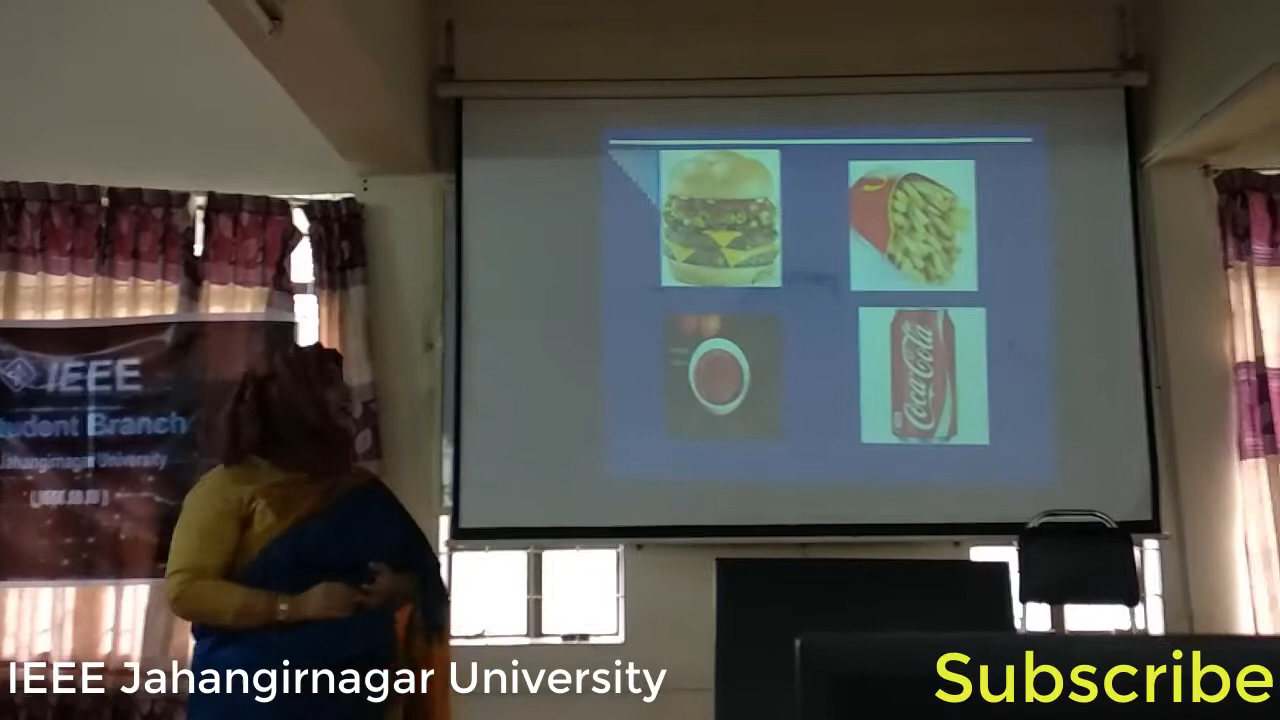 IEEE
Student Branch
Jahangirnagar University
Coca-Cola
IEEE Jahangirnagar University
Subscribe